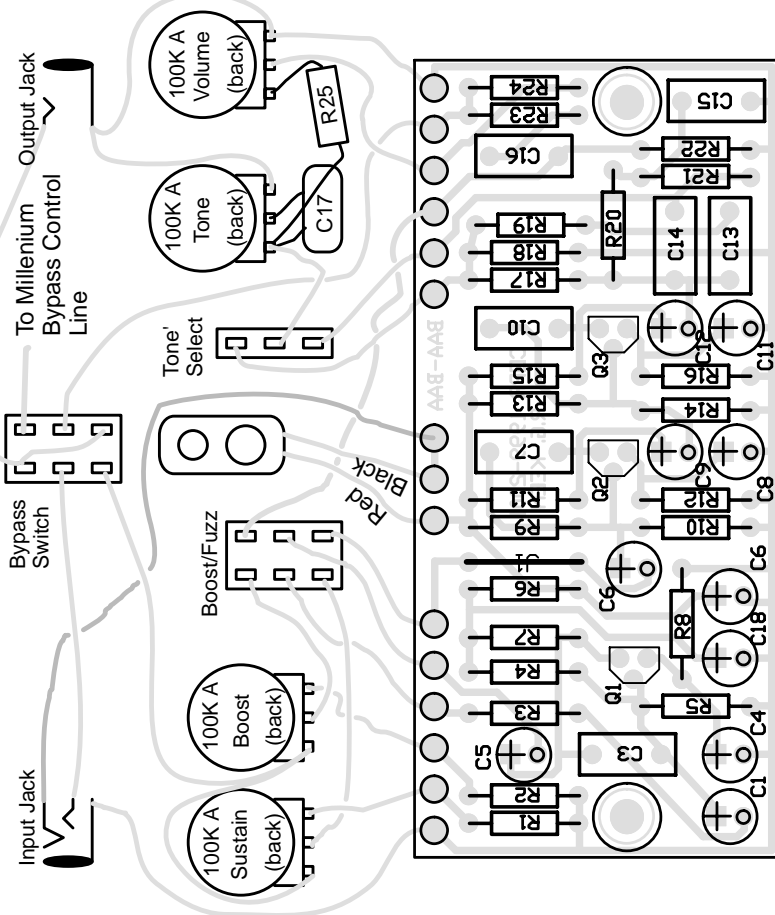 Output Jack
To Millenium
Bypass Control
Line
Bypass
Switch
Input Jack
100K A
Volume
(back)
R25
100K A
Tone
(back)
C17
Tone'
Select
Red
Black
Boost/Fuzz
100K A
Boost
(back)
100K A
Sustain
(back)
R24
R23
C15
C16
R22
R21
R20
R19
R18
R17
C14
C13
C10
Q3
C12
C11
BAA-BAA
R15
R13
R16
R14
C7
Q2
C9
C8
R11
R9
R12
R10
J1
R6
C6
C6
R8
R7
R4
Q1
C18
R3
R5
C5
C3
C4
R2
R1
C1